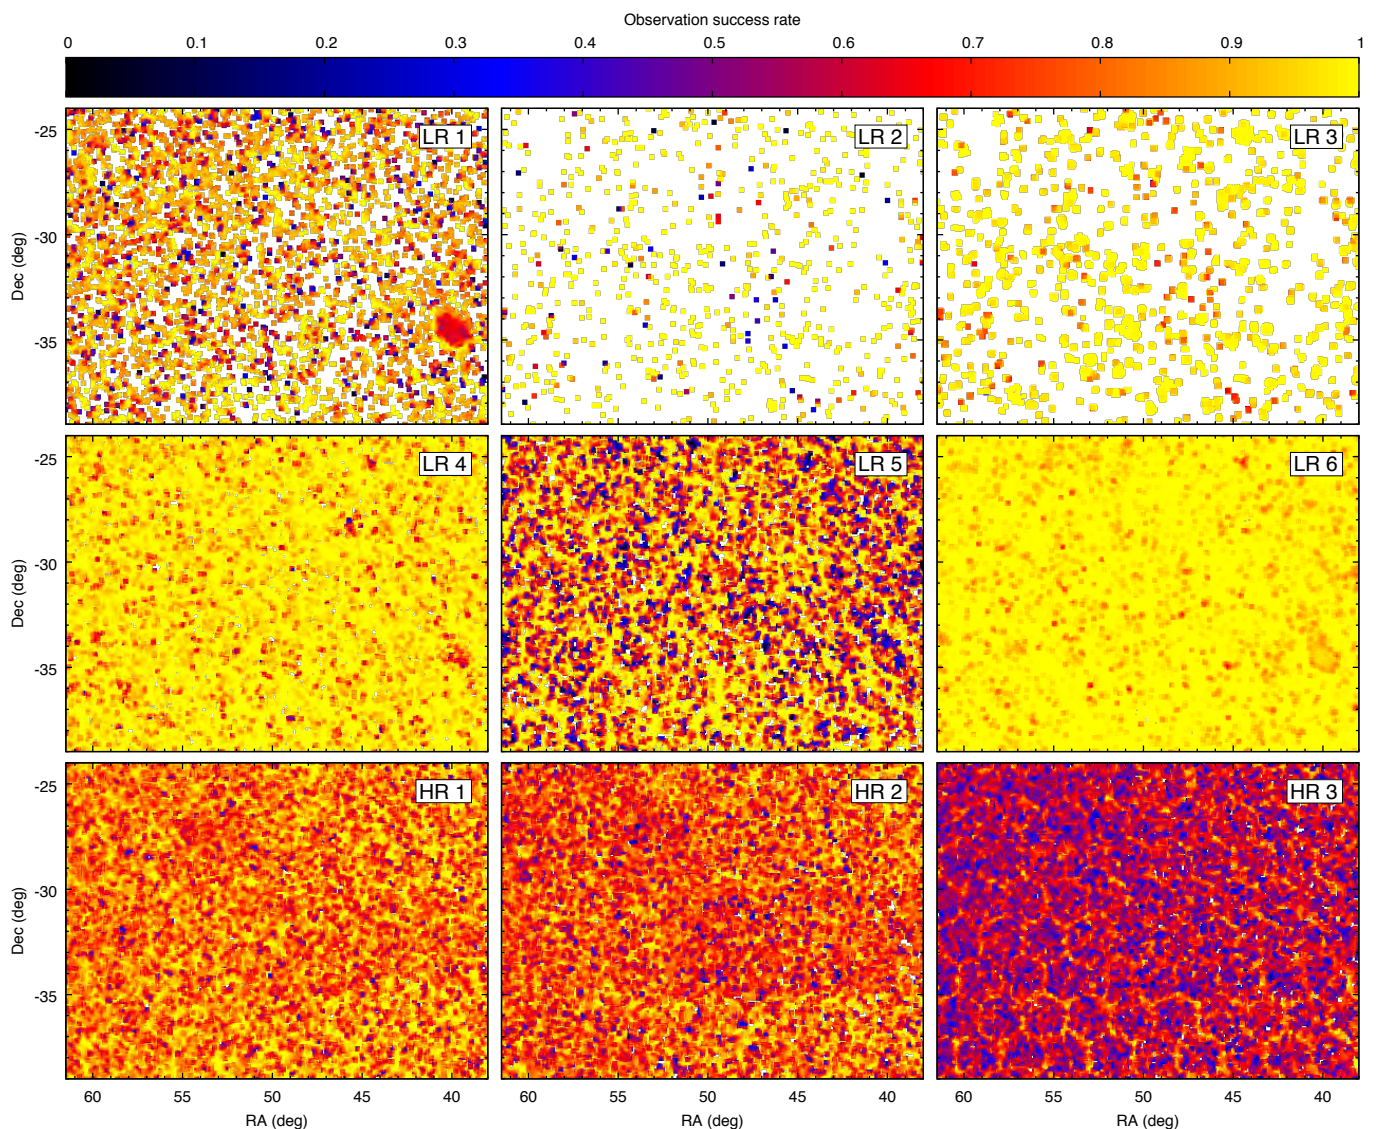 Observation success rate
0 0.1 0.2 0.3 0.4 0.5 0.6 0.7 0.8 0.9 1
LR 1 LR 2 LR 3
-25
-30
-35
Dec (deg)
LR 4 LR 5 LR 6
-25
-30
-35
Dec (deg)
HR 1 HR 2 HR 3
-25
-30
-35
Dec (deg)
60 55 50 45 40 60 55 50 45 40 60 55 50 45 40
RA (deg) RA (deg) RA (deg)